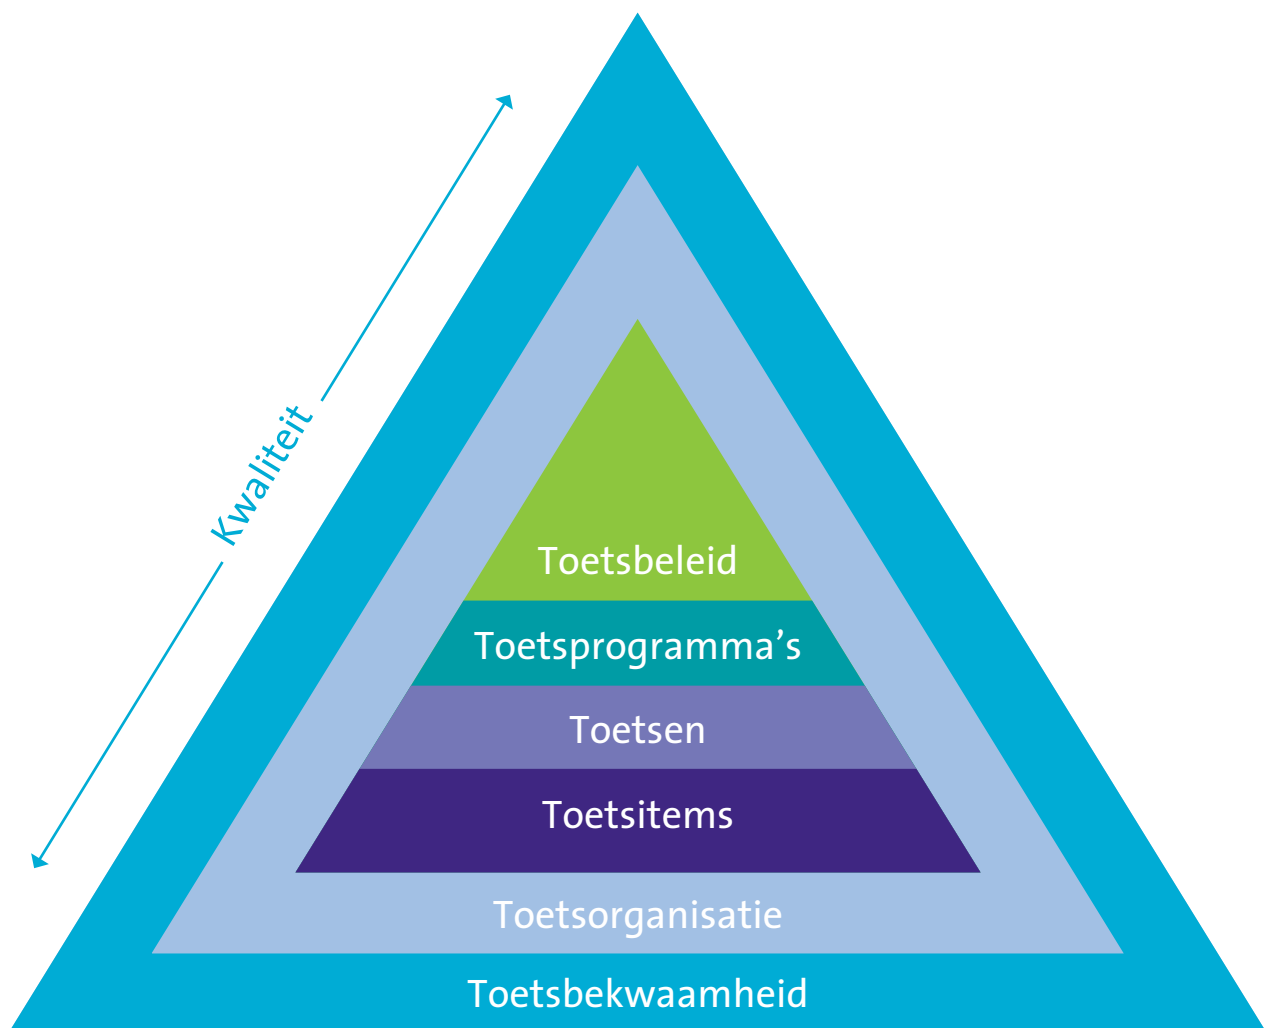 Kwaliteit
Toetsbeleid
Toetsprogramma’s
Toetsen
Toetsitems
Toetsorganisatie
Toetsbekwaamheid